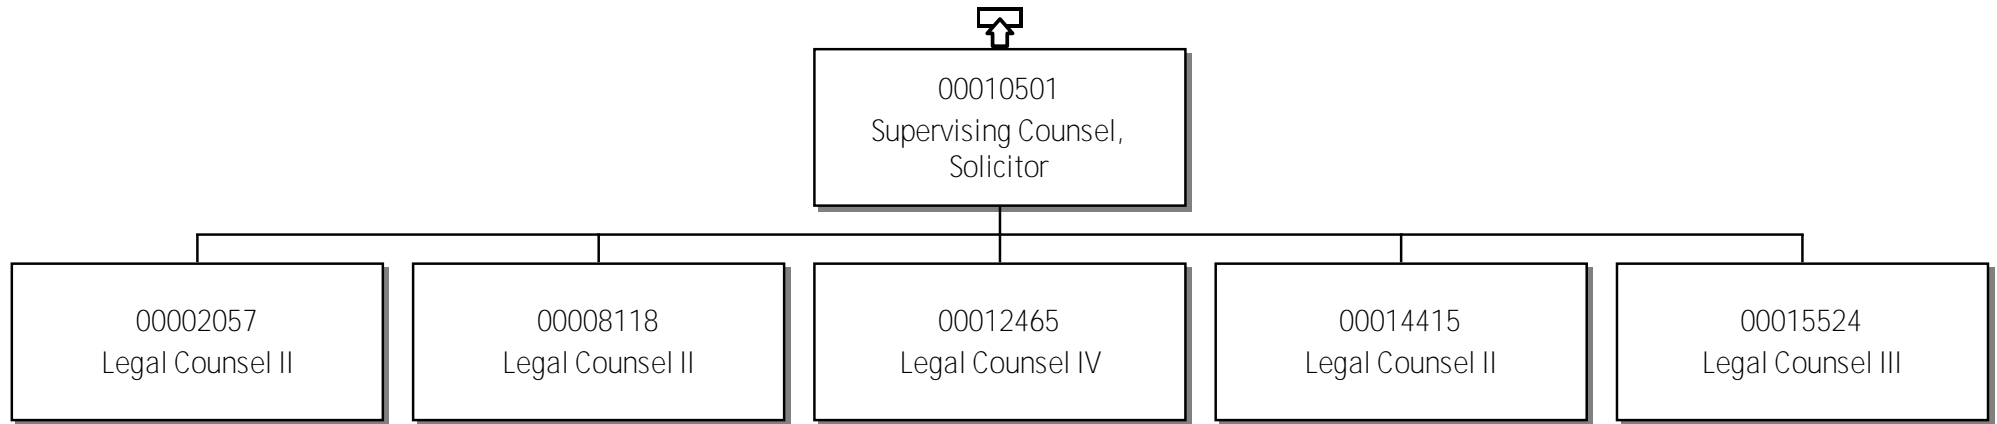 00010501
Supervising Counsel,
Solicitor
00002057
Legal Counsel II
00008118
Legal Counsel II
00012465
Legal Counsel IV
00014415
Legal Counsel II
00015524
Legal Counsel III